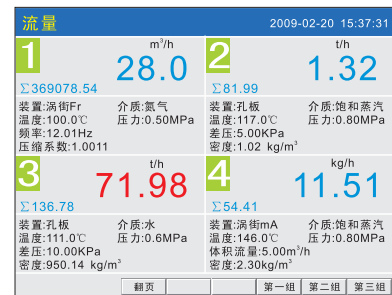 流量 2009-02-20 15:37:31
1 m³/h 28.0
Σ369078.54
装置:涡街Fr 介质:氮气
温度:100.0℃ 压力:0.50MPa
频率:12.01Hz
压缩系数:1.0011
2 t/h 1.32
Σ81.99
装置:孔板 介质:饱和蒸汽
温度:117.0℃ 压力:0.80MPa
差压:5.00KPa
密度:1.02 kg/m³
3 t/h 71.98
Σ136.78
装置:孔板 介质:水
温度:111.0℃ 压力:0.6MPa
差压:10.00KPa
密度:950.14 kg/m³
4 kg/h 11.51
Σ54.41
装置:涡街mA 介质:饱和蒸汽
温度:146.0℃ 压力:0.80MPa
体积流量:5.00m³/h
密度:2.30kg/m³
翻页 第一组 第二组 第三组